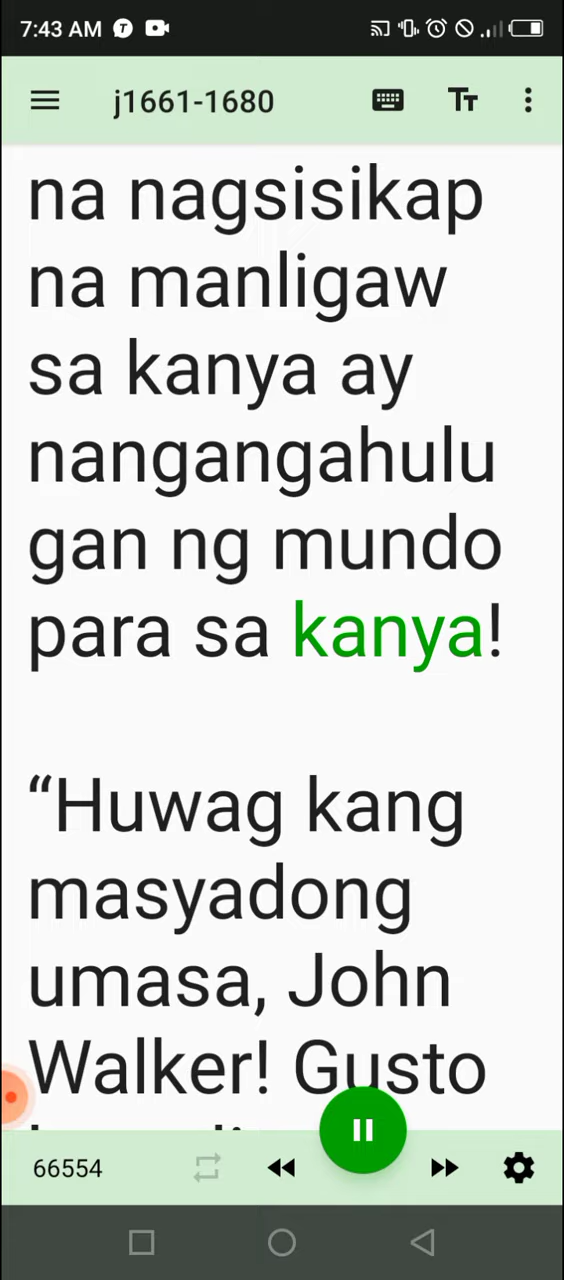 7:43 AM
j1661-1680
na nagsisikap
na manligaw
sa kanya ay
nangangahulu
gan ng mundo
para sa kanya!
“Huwag kang
masyadong
umasa, John
Walker! Gusto
66554